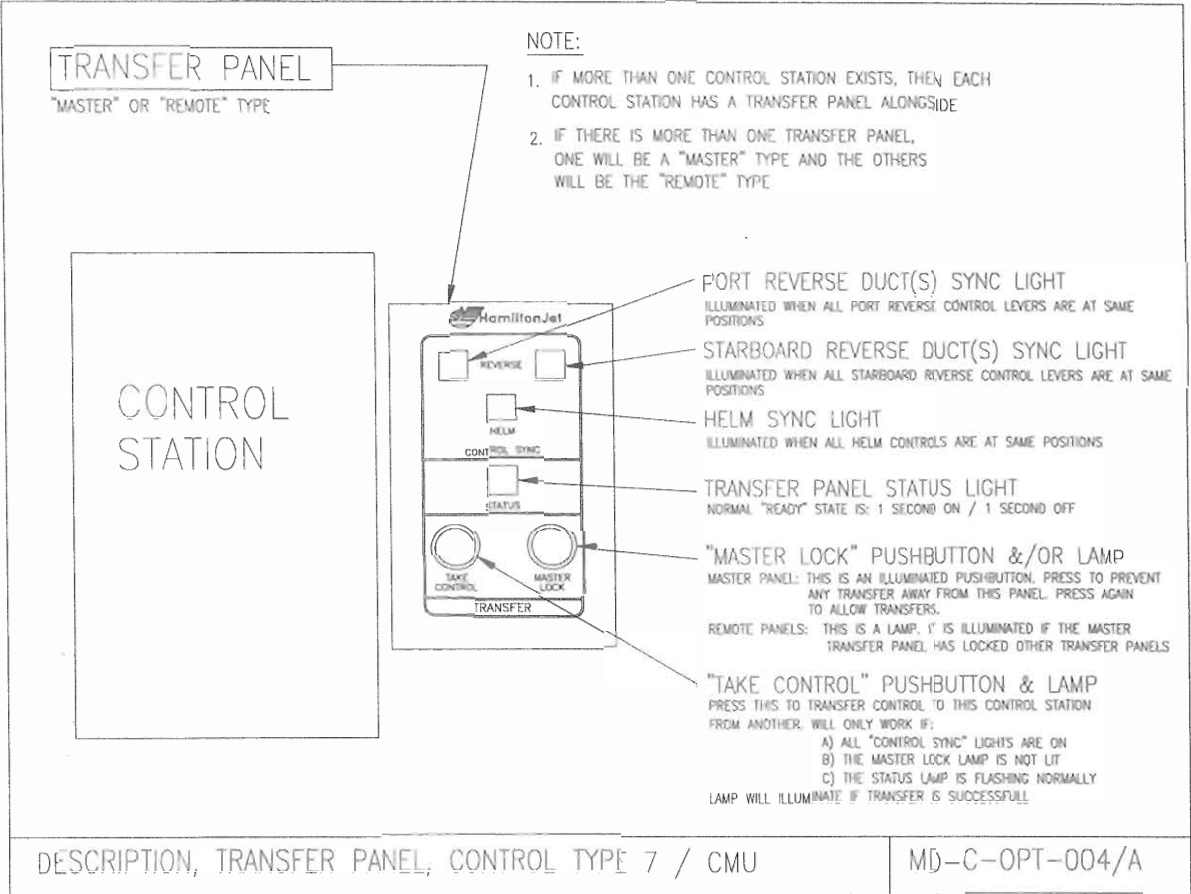 TRANSFER PANEL
"MASTER" OR "REMOTE" TYPE
NOTE:
1. IF MORE THAN ONE CONTROL STATION EXISTS, THEN EACH
CONTROL STATION HAS A TRANSFER PANEL ALONGSIDE
2. IF THERE IS MORE THAN ONE TRANSFER PANEL,
ONE WILL BE A "MASTER" TYPE AND THE OTHERS
WILL BE THE "REMOTE" TYPE
CONTROL
STATION
HamiltonJet
REVERSE
HELM
CONTROL SYNC
STATUS
TAKE
CONTROL
MASTER
LOCK
TRANSFER
PORT REVERSE DUCT(S) SYNC LIGHT
ILLUMINATED WHEN ALL PORT REVERSE CONTROL LEVERS ARE AT SAME
POSITIONS
STARBOARD REVERSE DUCT(S) SYNC LIGHT
ILLUMINATED WHEN ALL STARBOARD REVERSE CONTROL LEVERS ARE AT SAME
POSITIONS
HELM SYNC LIGHT
ILLUMINATED WHEN ALL HELM CONTROLS ARE AT SAME POSITIONS
TRANSFER PANEL STATUS LIGHT
NORMAL "READY" STATE IS: 1 SECOND ON / 1 SECOND OFF
"MASTER LOCK" PUSHBUTTON &/OR LAMP
MASTER PANEL: THIS IS AN ILLUMINATED PUSHBUTTON. PRESS TO PREVENT
ANY TRANSFER AWAY FROM THIS PANEL. PRESS AGAIN
TO ALLOW TRANSFERS.
REMOTE PANELS: THIS IS A LAMP. IT IS ILLUMINATED IF THE MASTER
TRANSFER PANEL HAS LOCKED OTHER TRANSFER PANELS
"TAKE CONTROL" PUSHBUTTON & LAMP
PRESS THIS TO TRANSFER CONTROL TO THIS CONTROL STATION
FROM ANOTHER. WILL ONLY WORK IF:
A) ALL "CONTROL SYNC" LIGHTS ARE ON
B) THE MASTER LOCK LAMP IS NOT LIT
C) THE STATUS LAMP IS FLASHING NORMALLY
LAMP WILL ILLUMINATE IF TRANSFER IS SUCCESSFULL
DESCRIPTION, TRANSFER PANEL, CONTROL TYPE 7 / CMU
MD-C-OPT-004/A